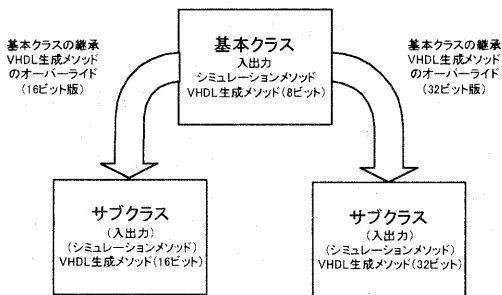 基本クラスの継承
VHDL生成メソッド
のオーバーライド
(16ビット版)
基本クラス
入出力
シミュレーションメソッド
VHDL生成メソッド(8ビット)
基本クラスの継承
VHDL生成メソッド
のオーバーライド
(32ビット版)
サブクラス
(入出力)
(シミュレーションメソッド)
VHDL生成メソッド(16ビット)
サブクラス
(入出力)
(シミュレーションメソッド)
VHDL生成メソッド(32ビット)